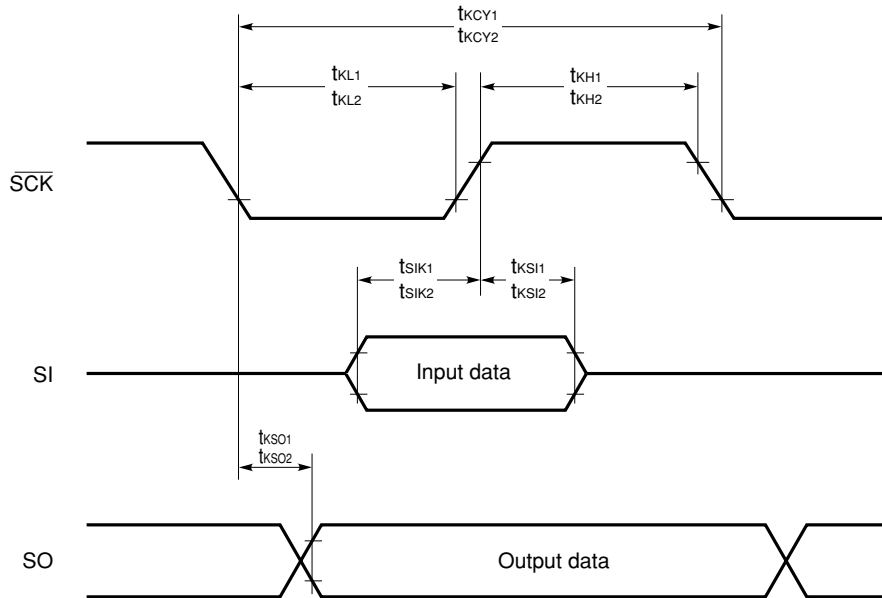 tKCY1
tKCY2
tKL1
tKL2
tKH1
tKH2
SCK
tSIK1
tSIK2
tKSI1
tKSI2
SI
Input data
tKSO1
tKSO2
SO
Output data